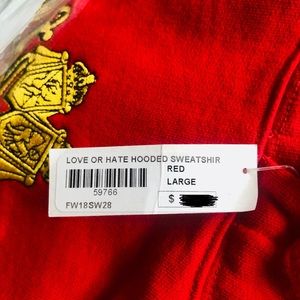 LOVE OR HATE HOODED SWEATSHIR
RED
LARGE
59766
FW18SW28
$